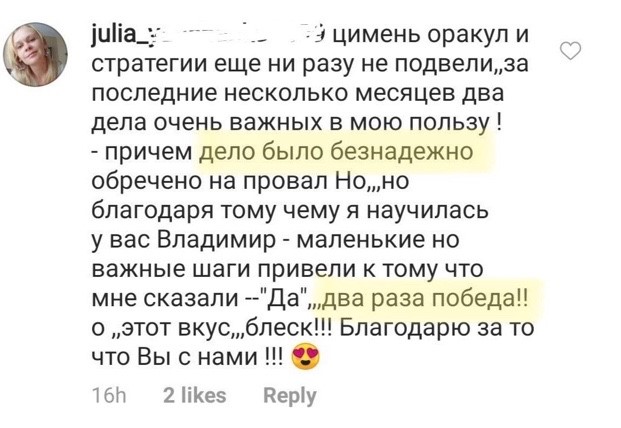 julia_ цимень оракул и
стратегии еще ни разу не подвели,,за
последние несколько месяцев два
дела очень важных в мою пользу !
- причем дело было безнадежно
обречено на провал Но,,,но
благодаря тому чему я научилась
у вас Владимир - маленькие но
важные шаги привели к тому что
мне сказали --"Да",,,два раза победа!!
о ,,этот вкус,,,блеск!!! Благодарю за то
что Вы с нами !!! 😍
16h 2 likes Reply